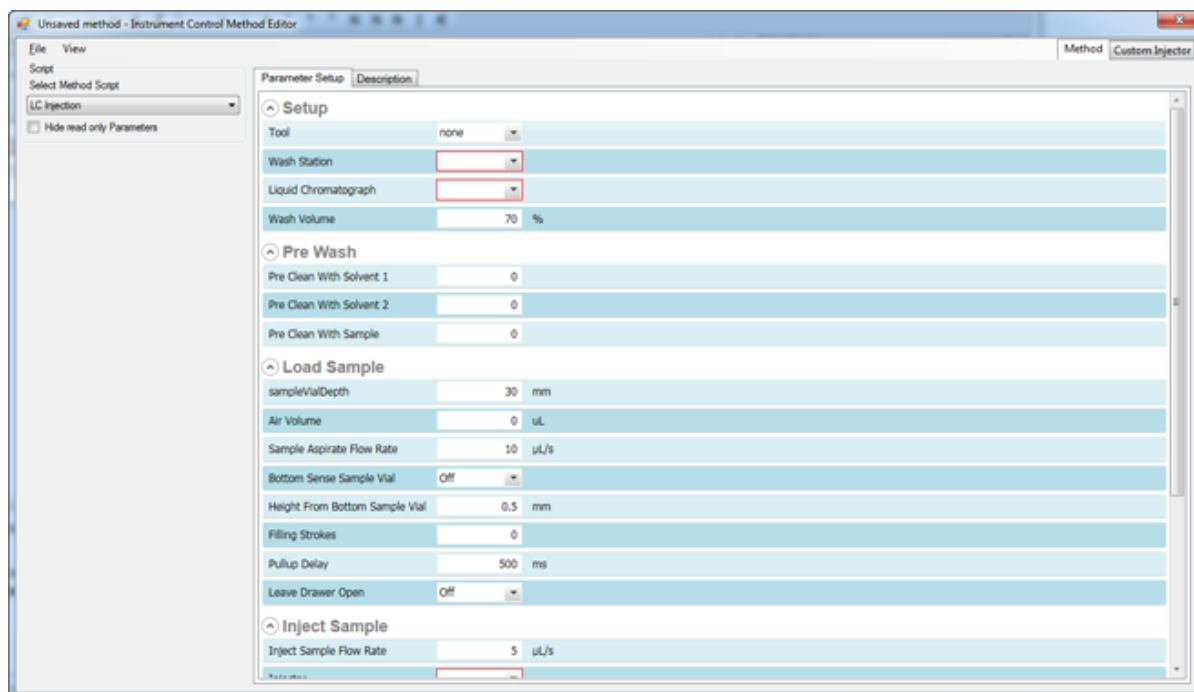 Unsaved method - Instrument Control Method Editor
File View
Method Custom Injector
Script
Select Method Script
LC Injection
Hide read only Parameters
Parameter Setup Description
Setup
Tool none
Wash Station
Liquid Chromatograph
Wash Volume 70 %
Pre Wash
Pre Clean With Solvent 1 0
Pre Clean With Solvent 2 0
Pre Clean With Sample 0
Load Sample
sampleVialDepth 30 mm
Air Volume 0 uL
Sample Aspirate Flow Rate 10 µL/s
Bottom Sense Sample Vial Off
Height From Bottom Sample Vial 0.5 mm
Filling Strokes 0
Pullup Delay 500 ms
Leave Drawer Open Off
Inject Sample
Inject Sample Flow Rate 5 µL/s